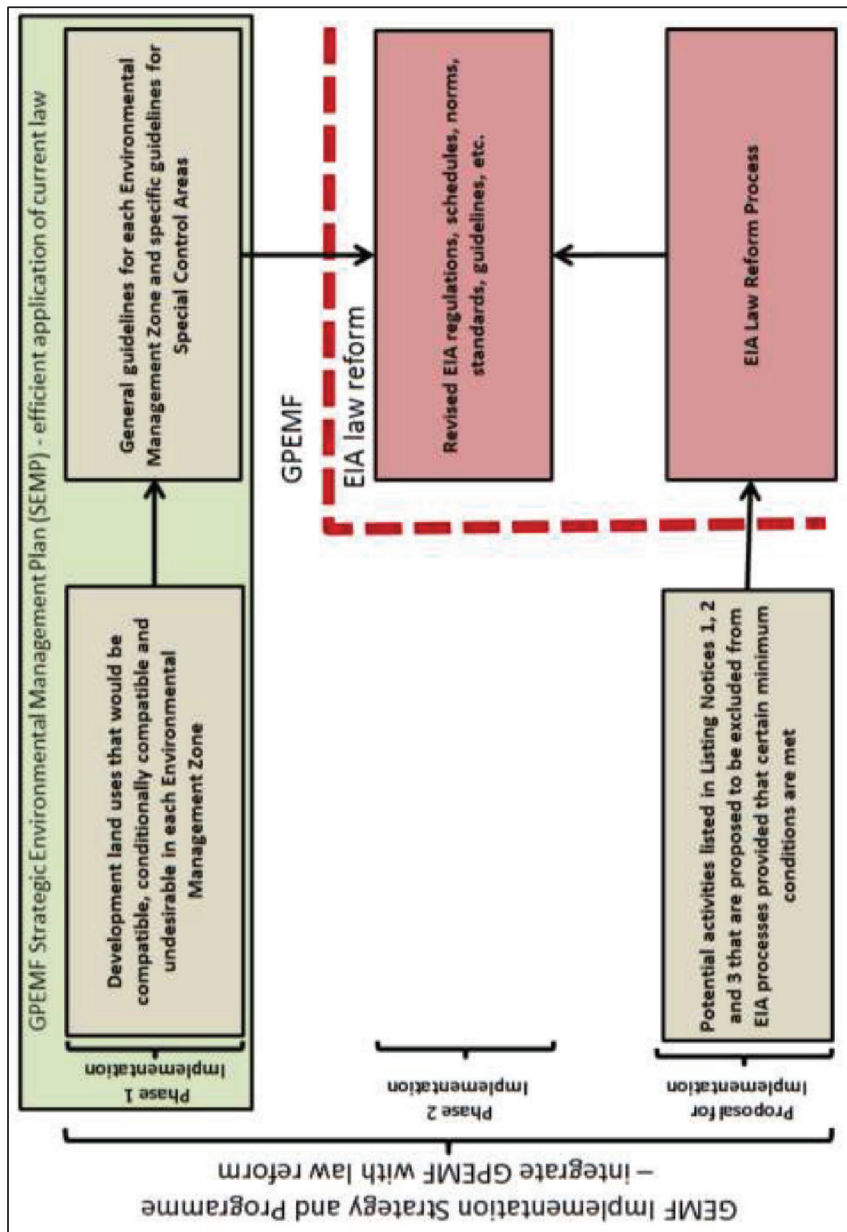 GPEMF Strategic Environmental Management Plan (SEMP) - efficient application of current law
GEMF Implementation Strategy and Programme
– integrate GPEMF with law reform
Phase 1
Implementation
Development land uses that would be
compatible, conditionally compatible and
undesirable in each Environmental
Management Zone
General guidelines for each Environmental
Management Zone and specific guidelines for
Special Control Areas
GPEMF
EIA law reform
Phase 2
Implementation
Revised EIA regulations, schedules, norms,
standards, guidelines, etc.
Proposal for
Implementation
Potential activities listed in Listing Notices 1, 2
and 3 that are proposed to be excluded from
EIA processes provided that certain minimum
conditions are met
EIA Law Reform Process